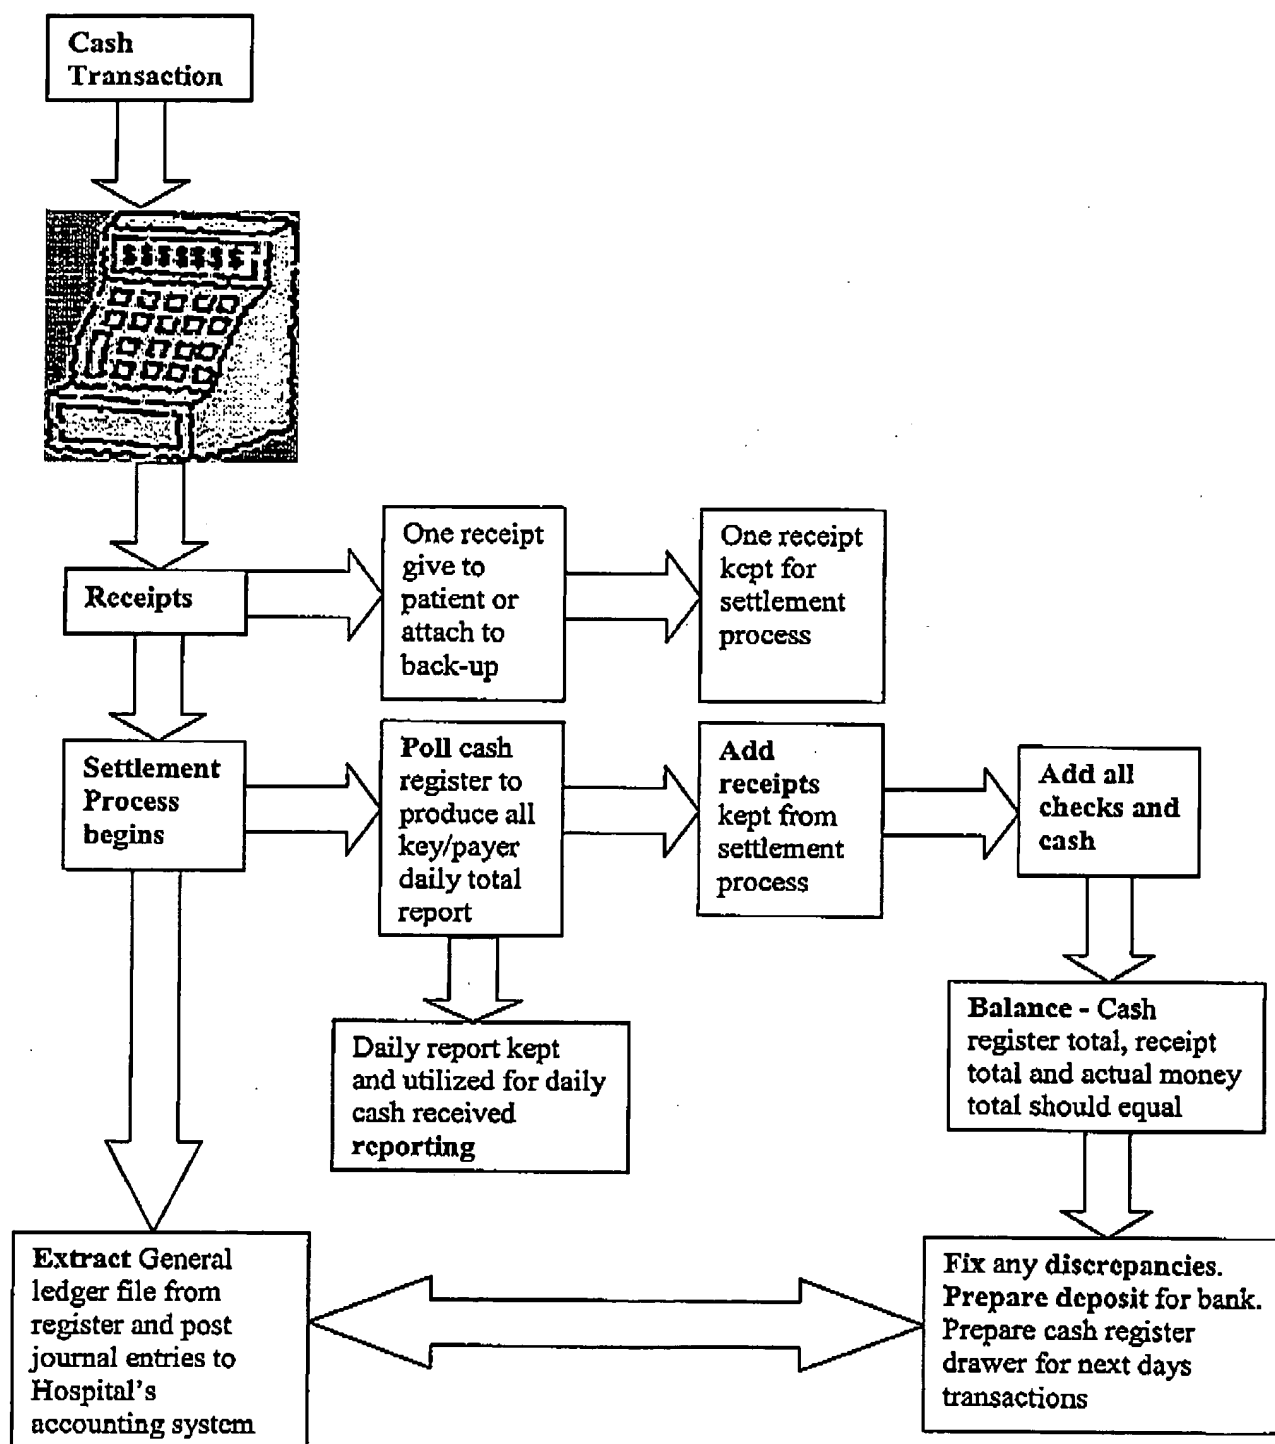 Cash
Transaction
$$$$$$$
Receipts
One receipt
give to
patient or
attach to
back-up
One receipt
kept for
settlement
process
Settlement
Process
begins
Poll cash
register to
produce all
key/payer
daily total
report
Add
receipts
kept from
settlement
process
Add all
checks and
cash
Daily report kept
and utilized for daily
cash received
reporting
Balance - Cash
register total, receipt
total and actual money
total should equal
Extract General
ledger file from
register and post
journal entries to
Hospital's
accounting system
Fix any discrepancies.
Prepare deposit for bank.
Prepare cash register
drawer for next days
transactions